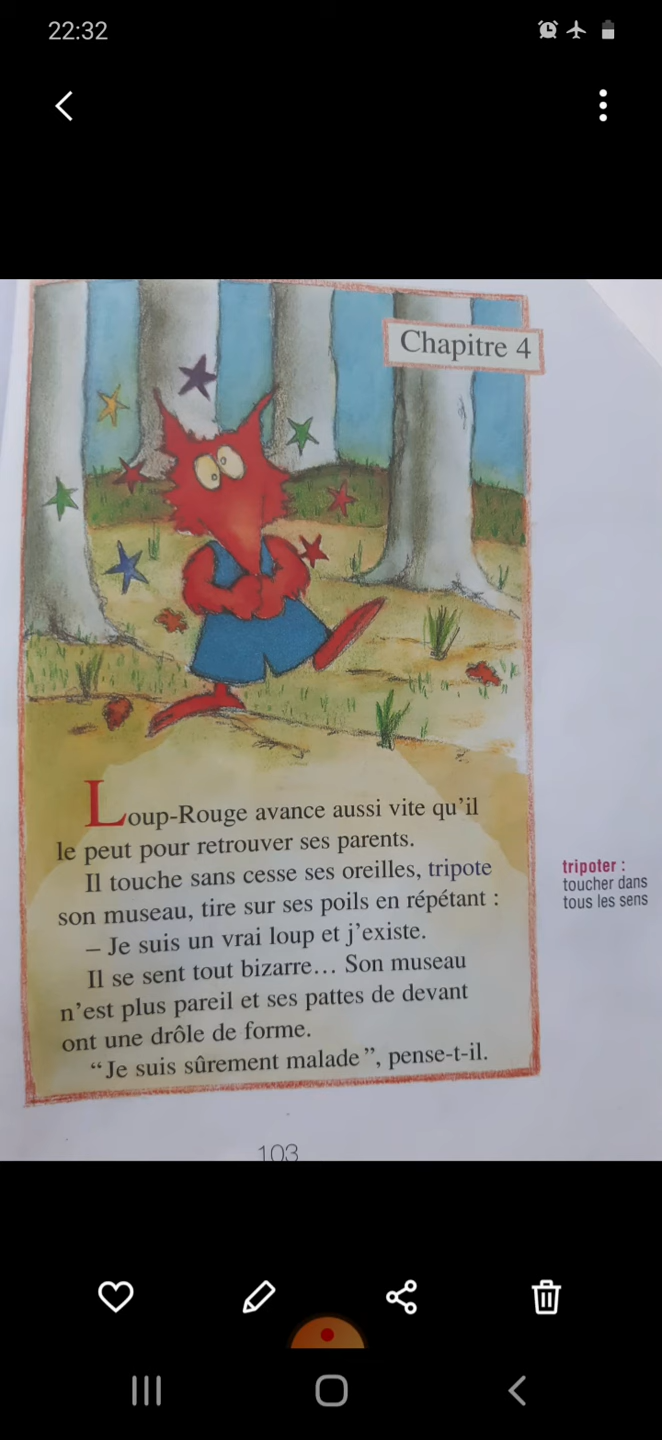 22:32
Chapitre 4
Loup-Rouge avance aussi vite qu'il
le peut pour retrouver ses parents.
Il touche sans cesse ses oreilles, tripote
son museau, tire sur ses poils en répétant :
– Je suis un vrai loup et j'existe.
Il se sent tout bizarre... Son museau
n'est plus pareil et ses pattes de devant
ont une drôle de forme.
“Je suis sûrement malade”, pense-t-il.
tripoter :
toucher dans
tous les sens
103